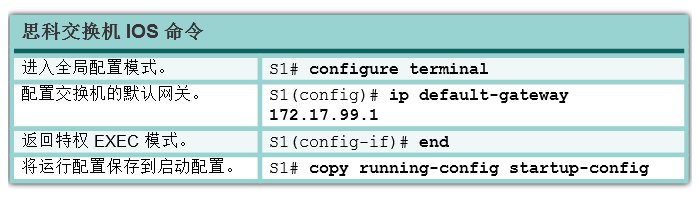 思科交换机 IOS 命令
进入全局配置模式。 S1# configure terminal
配置交换机的默认网关。 S1(config)# ip default-gateway
172.17.99.1
返回特权 EXEC 模式。 S1(config-if)# end
将运行配置保存到启动配置。 S1# copy running-config startup-config